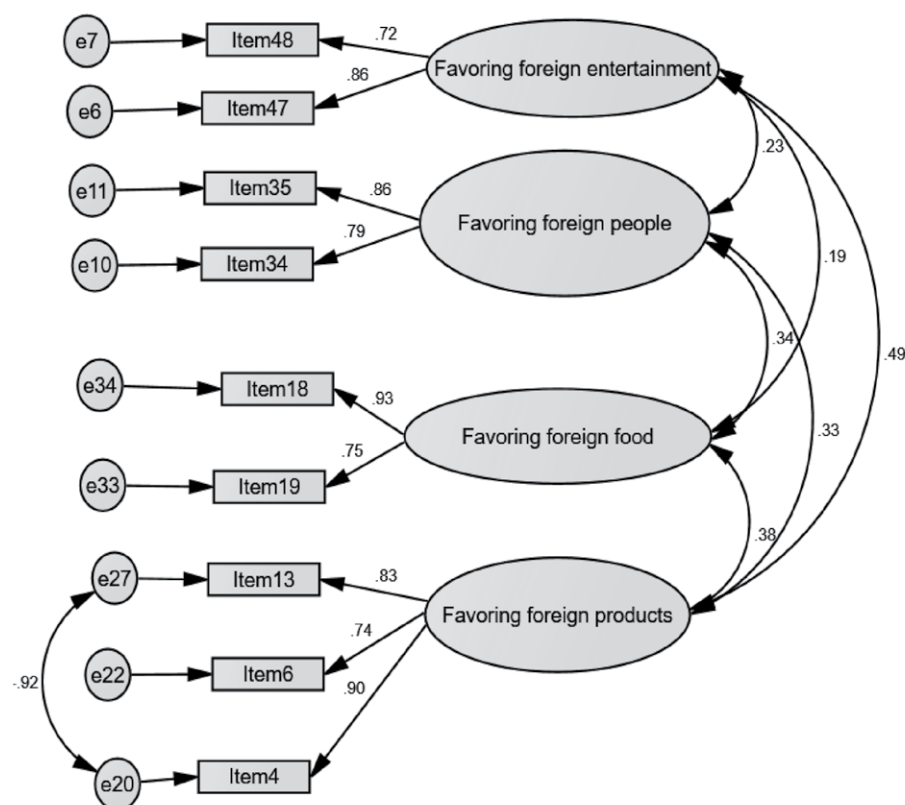 e7
Item48
.72
Favoring foreign entertainment
.86
e6
Item47
.23
e11
Item35
.86
Favoring foreign people
.79
e10
Item34
.19
.34
.49
e34
Item18
.93
Favoring foreign food
.33
.75
e33
Item19
.38
e27
Item13
.83
Favoring foreign products
.74
e22
Item6
-.92
.90
e20
Item4